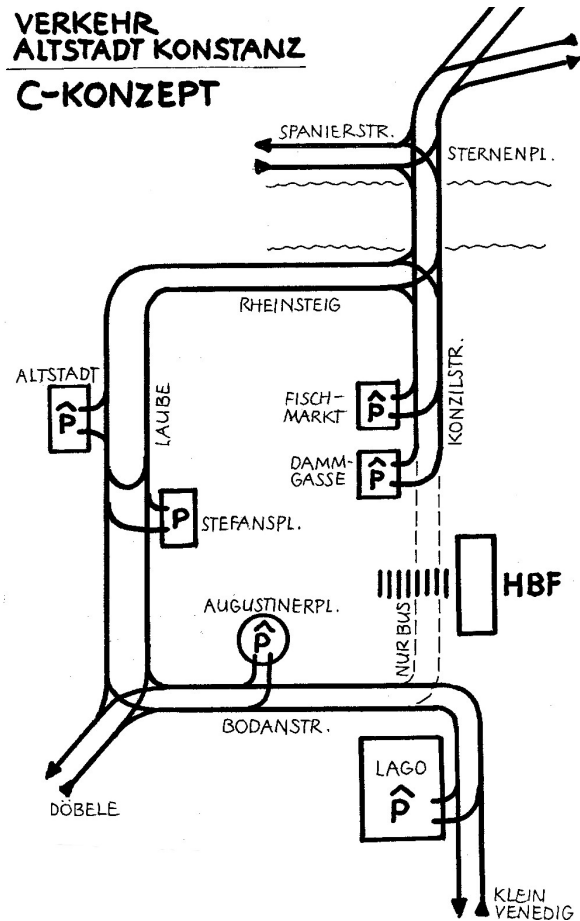 VERKEHR
ALTSTADT KONSTANZ
C-KONZEPT
SPANIERSTR.
STERNENPL.
RHEINSTEIG
ALTSTADT
P
LAUBE
FISCH-
MARKT
P
KONZILSTR.
DAMM-
GASSE
P
P
STEFANSPL.
HBF
NUR BUS
AUGUSTINERPL.
P
BODANSTR.
LAGO
P
DÖBELE
KLEIN
VENEDIG